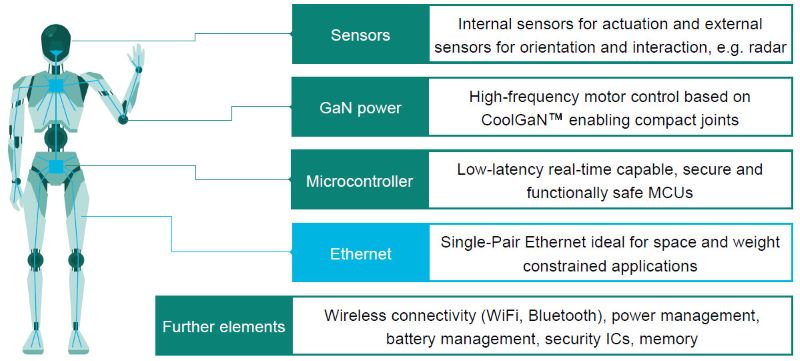 Sensors
Internal sensors for actuation and external
sensors for orientation and interaction, e.g. radar
GaN power
High-frequency motor control based on
CoolGaN™ enabling compact joints
Microcontroller
Low-latency real-time capable, secure and
functionally safe MCUs
Ethernet
Single-Pair Ethernet ideal for space and weight
constrained applications
Further elements
Wireless connectivity (WiFi, Bluetooth), power management,
battery management, security ICs, memory